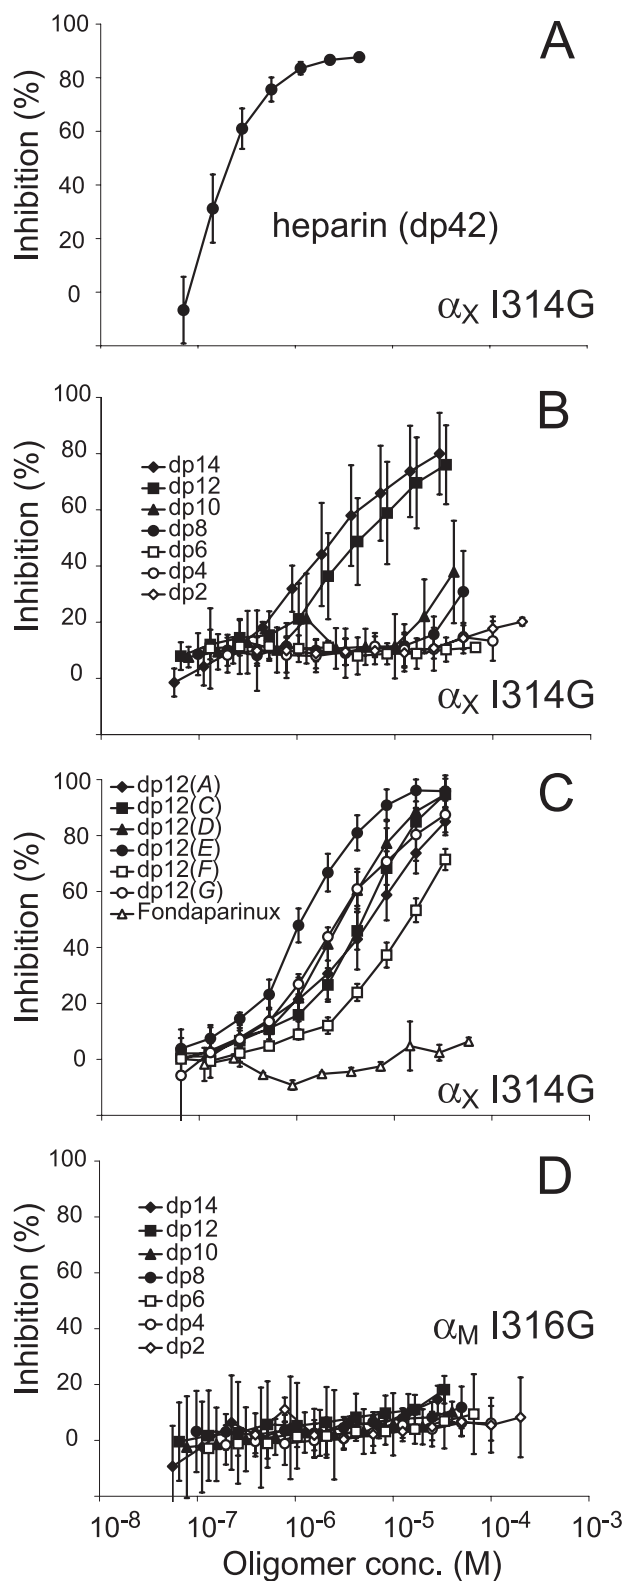 A
100
80
60
40
20
0
Inhibition (%)
heparin (dp42)
αX I314G
B
100
80
60
40
20
0
Inhibition (%)
dp14
dp12
dp10
dp8
dp6
dp4
dp2
αX I314G
C
100
80
60
40
20
0
Inhibition (%)
dp12(A)
dp12(C)
dp12(D)
dp12(E)
dp12(F)
dp12(G)
Fondaparinux
αX I314G
D
100
80
60
40
20
0
Inhibition (%)
dp14
dp12
dp10
dp8
dp6
dp4
dp2
αM I316G
10-8 10-7 10-6 10-5 10-4 10-3
Oligomer conc. (M)